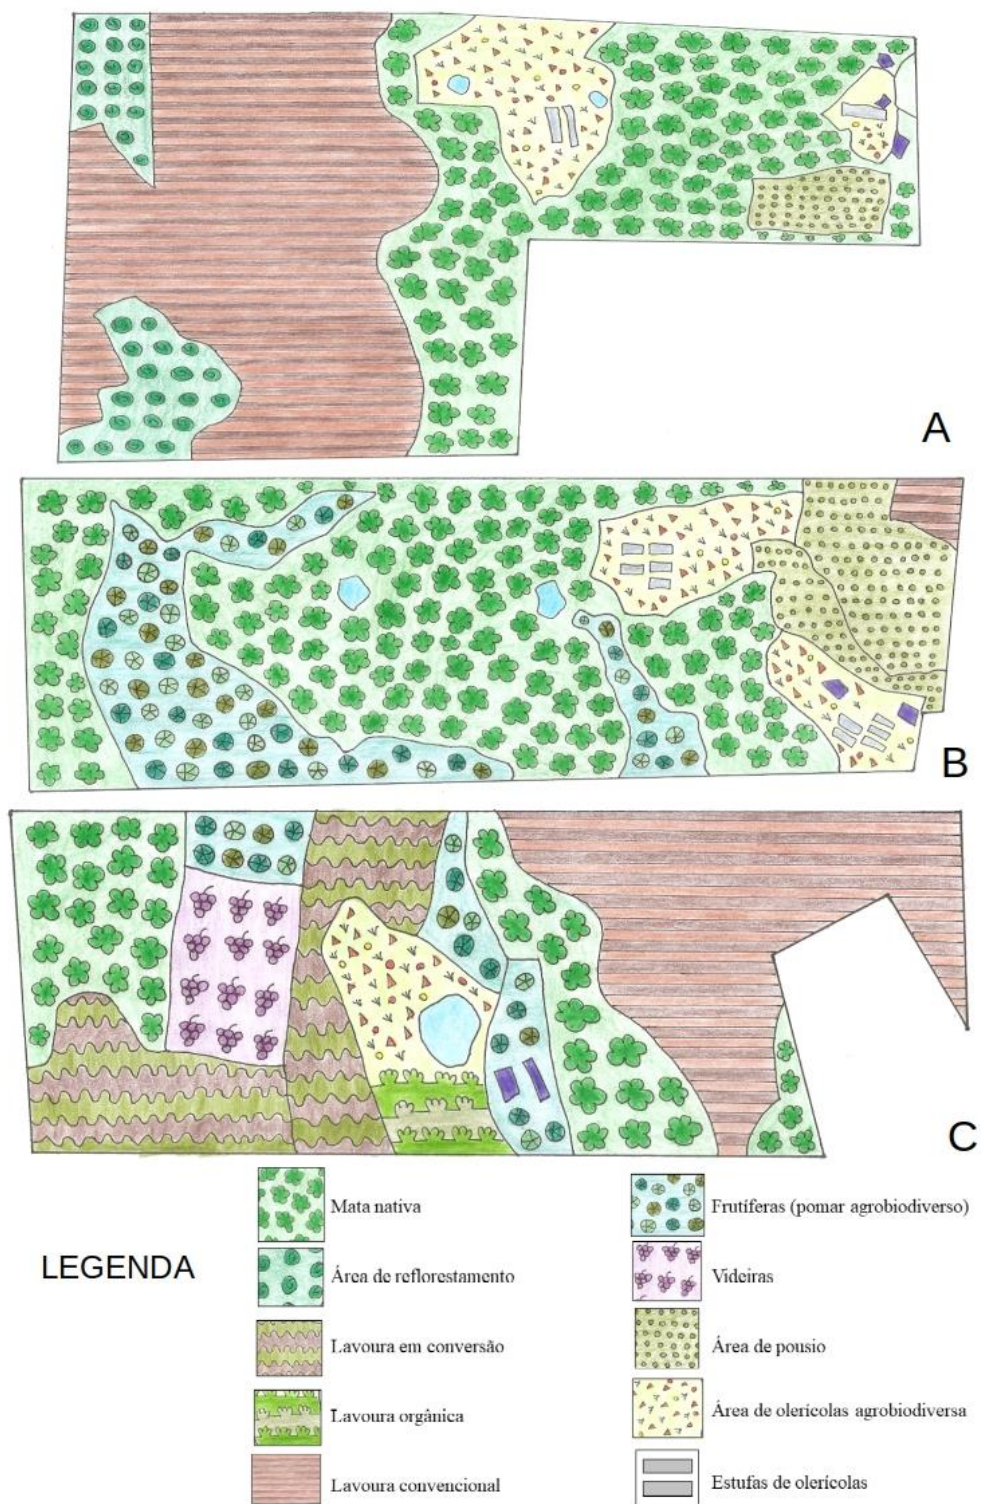 A
B
C
LEGENDA
Mata nativa
Área de reflorestamento
Lavoura em conversão
Lavoura orgânica
Lavoura convencional
Frutíferas (pomar agrobiodiverso)
Videiras
Área de pousio
Área de olerícolas agrobiodiversa
Estufas de olerícolas